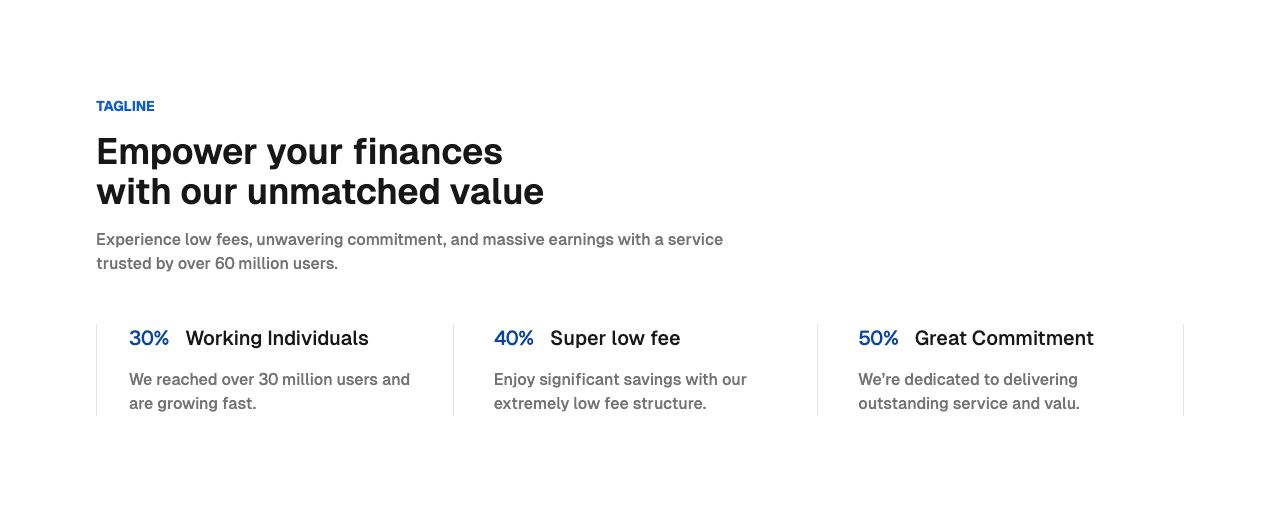 TAGLINE
Empower your finances
with our unmatched value
Experience low fees, unwavering commitment, and massive earnings with a service
trusted by over 60 million users.
30% Working Individuals
We reached over 30 million users and
are growing fast.
40% Super low fee
Enjoy significant savings with our
extremely low fee structure.
50% Great Commitment
We’re dedicated to delivering
outstanding service and valu.